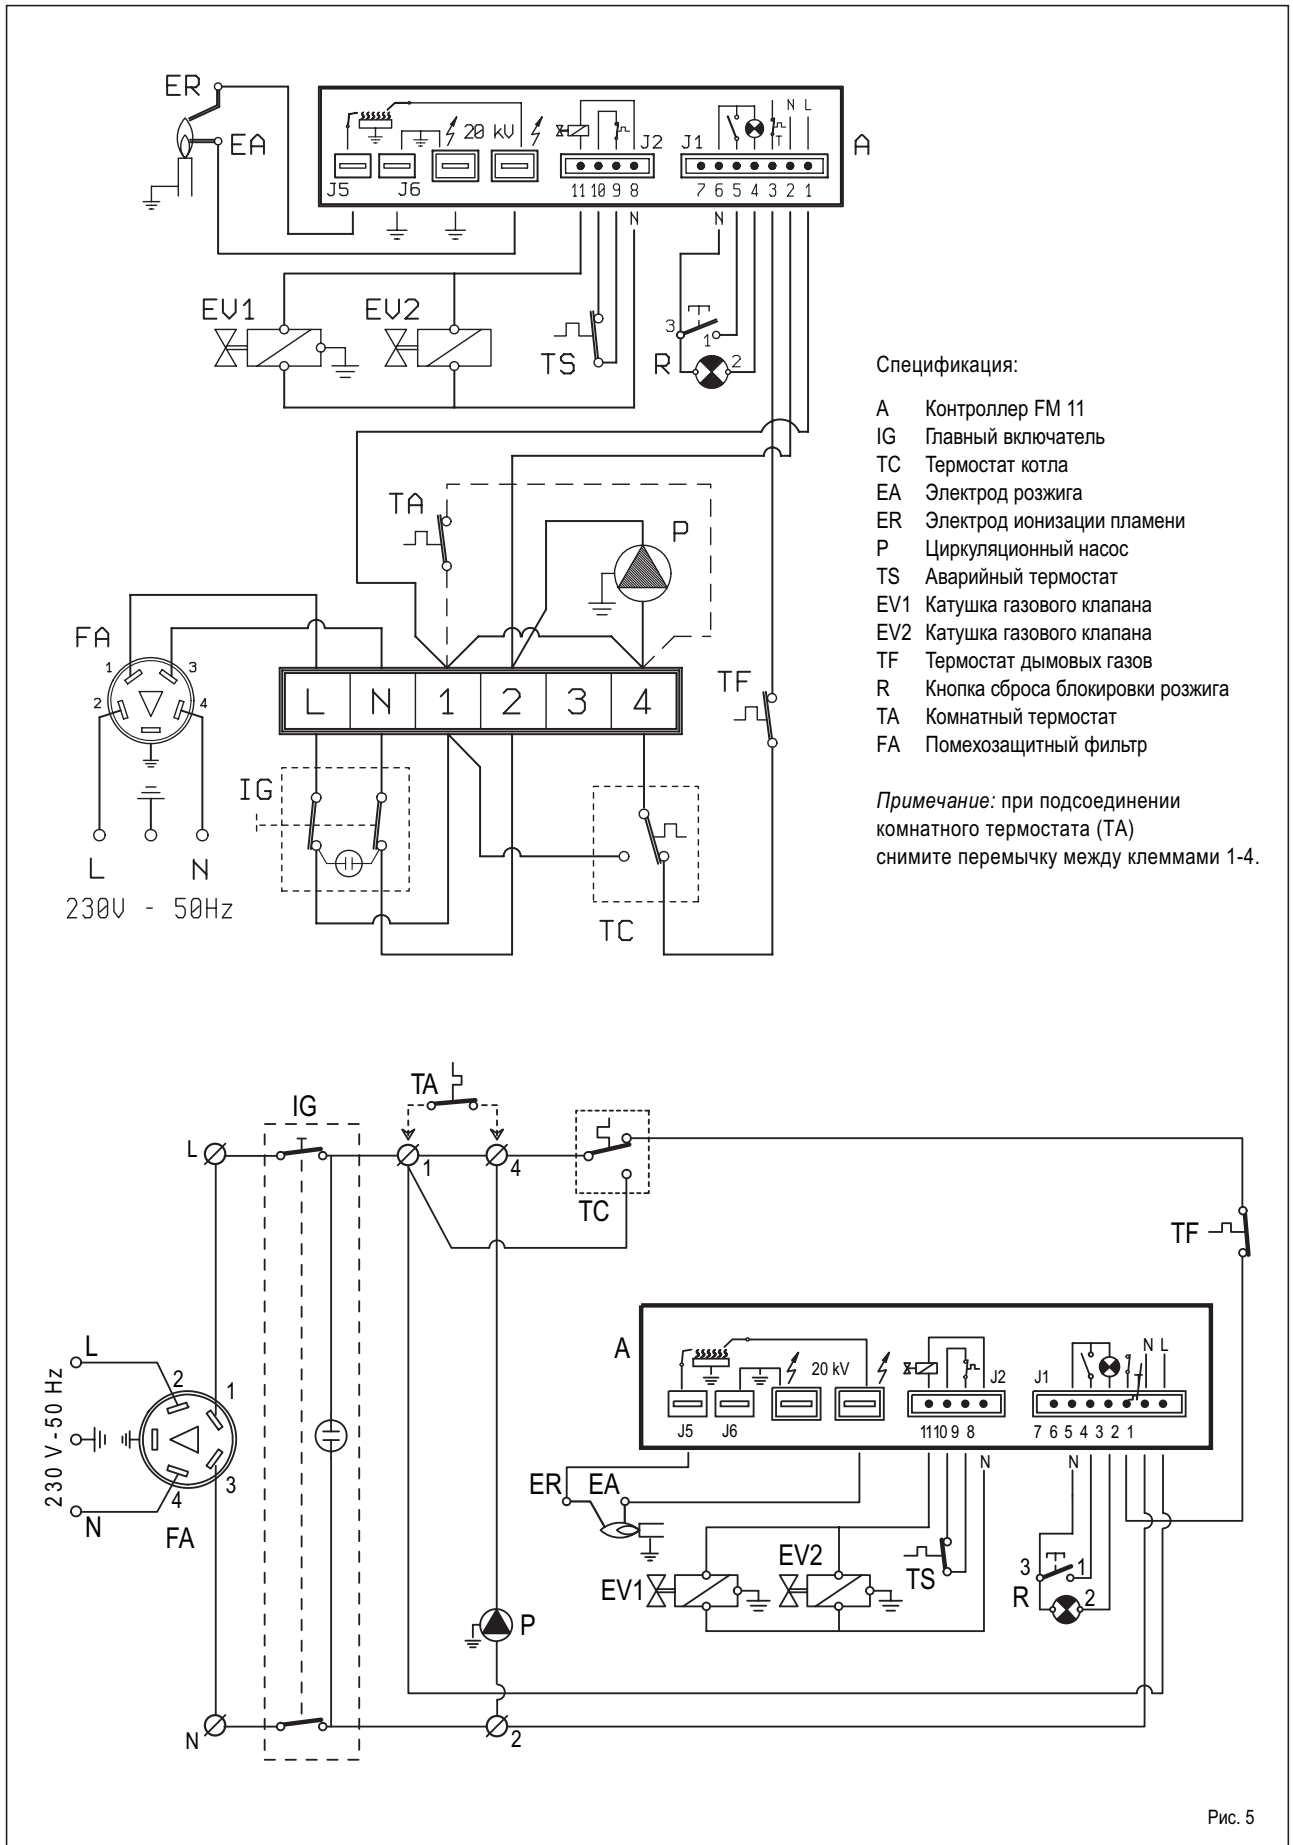 ER
EA
20 kV
J2
J1
N L
A
J5
J6
11 10 9 8
7 6 5 4 3 2 1
N
N
EV1
EV2
TS
3
1
R
2
Спецификация:
A Контроллер FM 11
IG Главный включатель
TC Термостат котла
EA Электрод розжига
ER Электрод ионизации пламени
P Циркуляционный насос
TS Аварийный термостат
EV1 Катушка газового клапана
EV2 Катушка газового клапана
TF Термостат дымовых газов
R Кнопка сброса блокировки розжига
TA Комнатный термостат
FA Помехозащитный фильтр
Примечание: при подсоединении
комнатного термостата (TA)
снимите перемычку между клеммами 1-4.
TA
P
FA
1
3
2
4
L N 1 2 3 4
TF
IG
L N
230V - 50Hz
TC
TA
IG
L
1
4
TC
TF
A
20 kV
J2
J1
N L
J5
J6
11 10 9 8
7 6 5 4 3 2 1
N
N
L
2
1
230 V -50 Hz
4
3
N
FA
ER EA
EV1
EV2
TS
3
1
R
2
P
N
2
Рис. 5